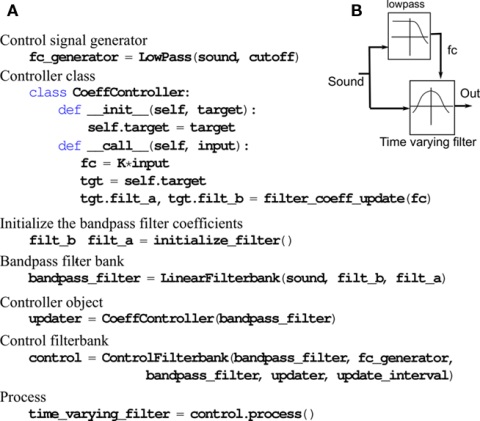 A
Control signal generator
fc_generator = LowPass(sound, cutoff)
Controller class
class CoeffController:
def __init__(self, target):
self.target = target
def __call__(self, input):
fc = K*input
tgt = self.target
tgt.filt_a, tgt.filt_b = filter_coeff_update(fc)
Initialize the bandpass filter coefficients
filt_b filt_a = initialize_filter()
Bandpass filter bank
bandpass_filter = LinearFilterbank(sound, filt_b, filt_a)
Controller object
updater = CoeffController(bandpass_filter)
Control filterbank
control = ControlFilterbank(bandpass_filter, fc_generator,
bandpass_filter, updater, update_interval)
Process
time_varying_filter = control.process()
B
lowpass
fc
Sound
Out
Time varying filter